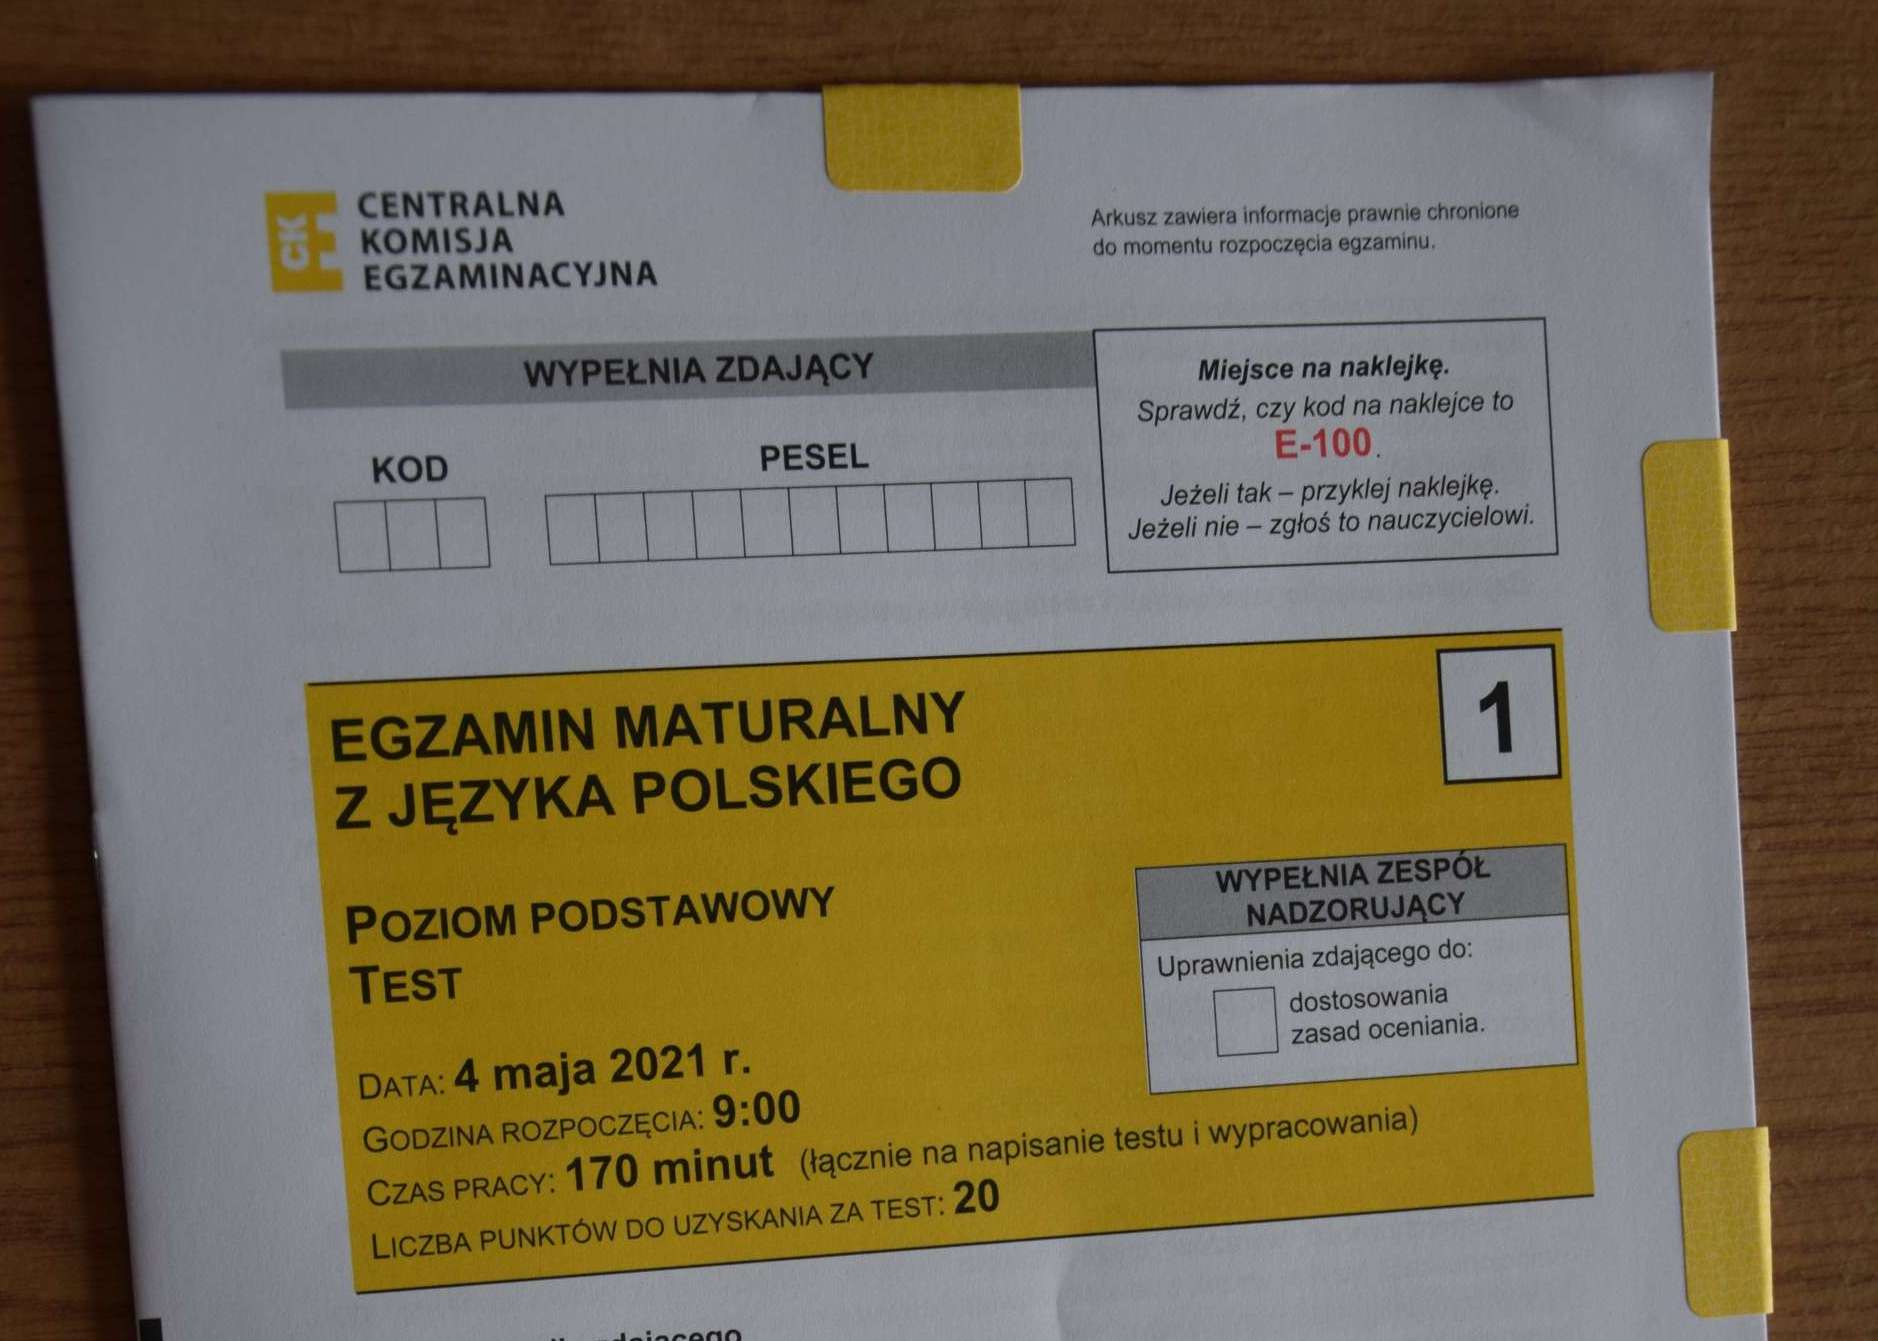 CKE
CENTRALNA
KOMISJA
EGZAMINACYJNA
Arkusz zawiera informacje prawnie chronione
do momentu rozpoczęcia egzaminu.
WYPEŁNIA ZDAJĄCY
KOD
PESEL
Miejsce na naklejkę.
Sprawdź, czy kod na naklejce to
E-100.
Jeżeli tak – przyklej naklejkę.
Jeżeli nie – zgłoś to nauczycielowi.
EGZAMIN MATURALNY
Z JĘZYKA POLSKIEGO
1
POZIOM PODSTAWOWY
TEST
WYPEŁNIA ZESPÓŁ
NADZORUJĄCY
Uprawnienia zdającego do:
dostosowania
zasad oceniania.
DATA: 4 maja 2021 r.
GODZINA ROZPOCZĘCIA: 9:00
CZAS PRACY: 170 minut (łącznie na napisanie testu i wypracowania)
LICZBA PUNKTÓW DO UZYSKANIA ZA TEST: 20